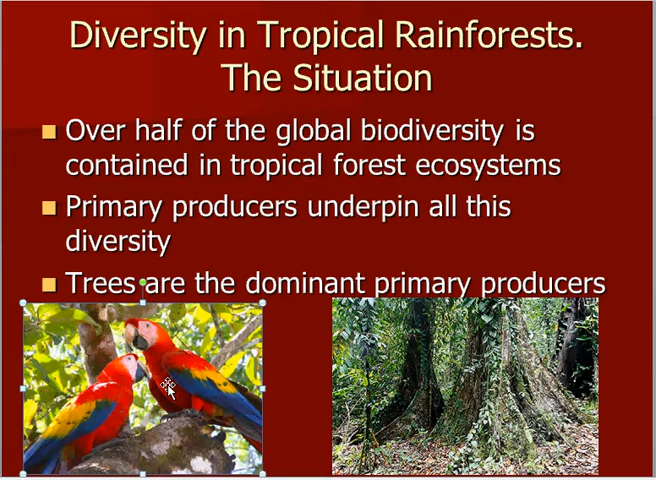 Diversity in Tropical Rainforests.
The Situation
Over half of the global biodiversity is
contained in tropical forest ecosystems
Primary producers underpin all this
diversity
Trees are the dominant primary producers